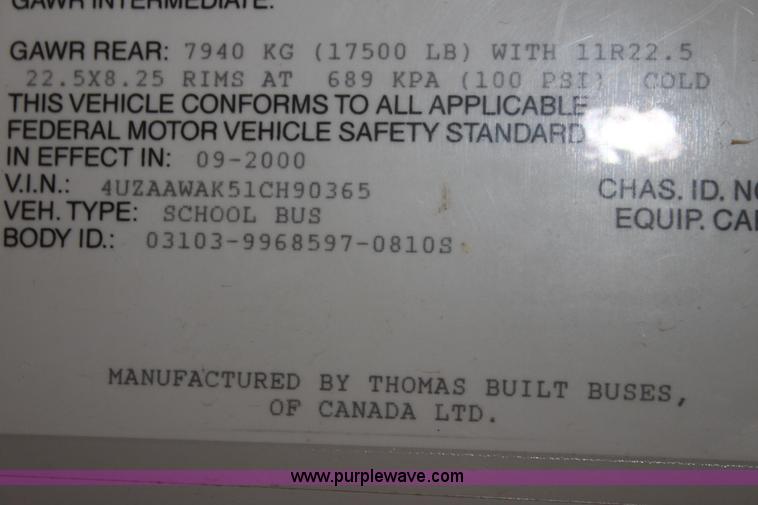 GAWR INTERMEDIATE:
GAWR REAR: 7940 KG (17500 LB) WITH 11R22.5
22.5X8.25 RIMS AT 689 KPA (100 PSI) COLD
THIS VEHICLE CONFORMS TO ALL APPLICABLE
FEDERAL MOTOR VEHICLE SAFETY STANDARD
IN EFFECT IN: 09-2000
V.I.N.: 4UZAAWAK51CH90365 CHAS. ID. NO
VEH. TYPE: SCHOOL BUS EQUIP. CA
BODY ID.: 03103-9968597-0810S
MANUFACTURED BY THOMAS BUILT BUSES,
OF CANADA LTD.
www.purplewave.com